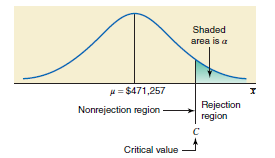 Shaded
area is α
μ = $471,257
x̄
Nonrejection region
Rejection
region
C
Critical value